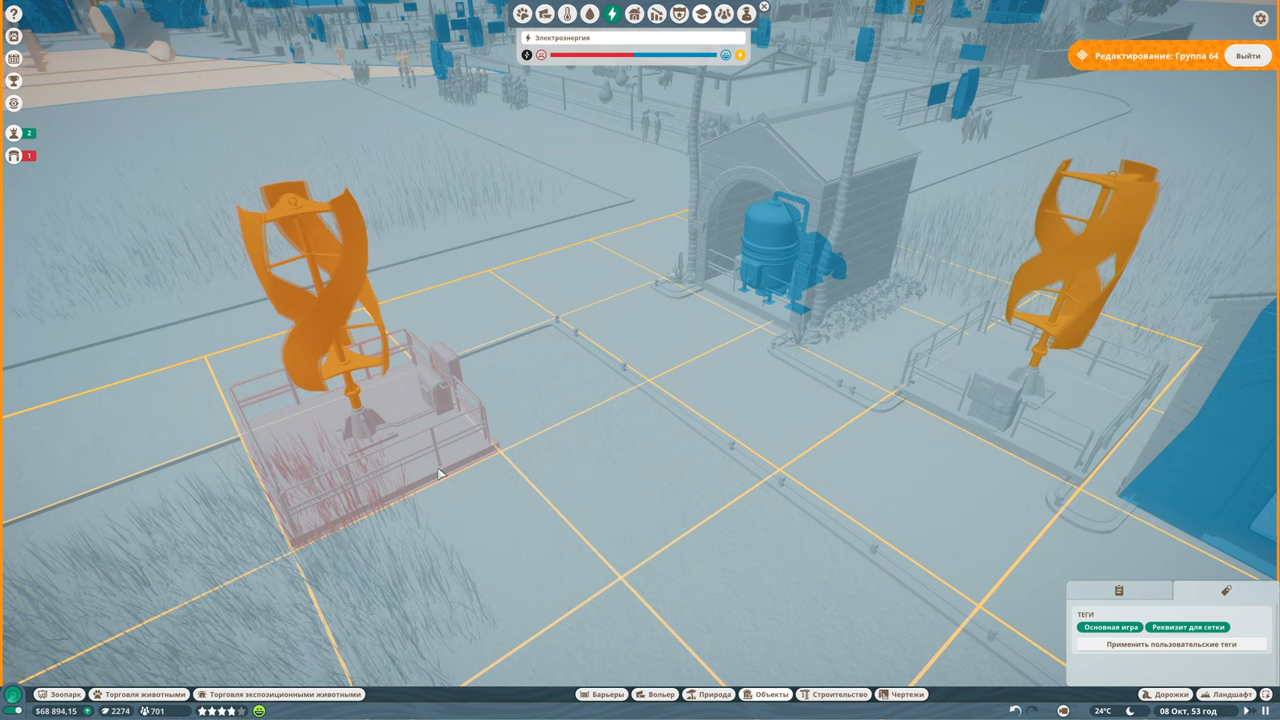 Электроэнергия
Редактирование: Группа 64
Выйти
2
1
ТЕГИ
Основная игра
Реквизит для сетки
Применить пользовательские теги
Зоопарк
Торговля животными
Торговля экспозиционными животными
Барьеры
Вольер
Природа
Объекты
Строительство
Чертежи
Дорожки
Ландшафт
$68 894,15
2274
701
24°C
08 Окт, 53 год